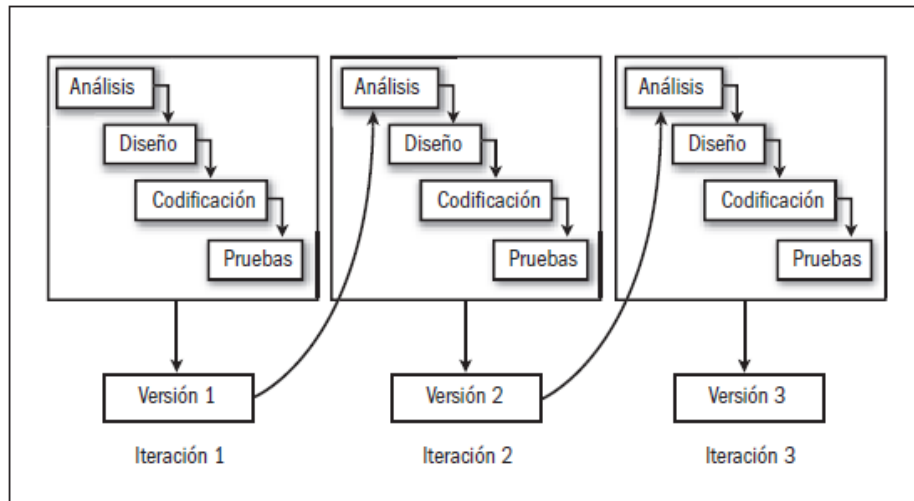 Análisis
Diseño
Codificación
Pruebas
Versión 1
Iteración 1
Análisis
Diseño
Codificación
Pruebas
Versión 2
Iteración 2
Análisis
Diseño
Codificación
Pruebas
Versión 3
Iteración 3